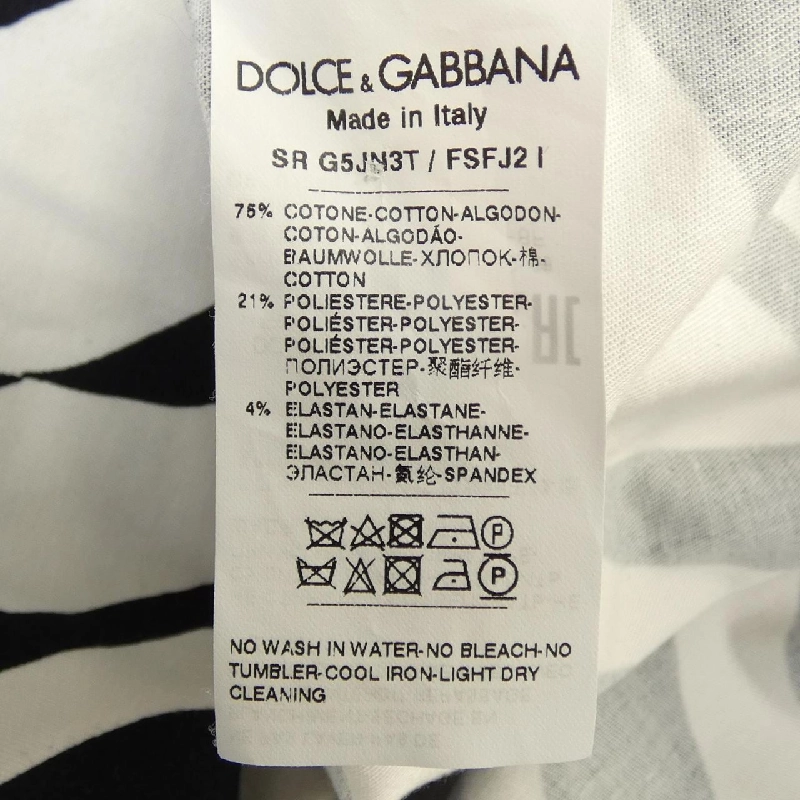 DOLCE & GABBANA
Made in Italy
SR G5JN3T / FSFJ2 I
75% COTONE-COTTON-ALGODON-
COTON-ALGODÃO-
BAUMWOLLE-ХЛОПОК-棉-
COTTON
21% POLIESTERE-POLYESTER-
POLIÉSTER-POLYESTER-
POLIÉSTER-POLYESTER-
ПОЛИЭСТЕР-聚酯纤维-
POLYESTER
4% ELASTAN-ELASTANE-
ELASTANO-ELASTHANNE-
ELASTANO-ELASTHAN-
ЭЛАСТАН-氨纶-SPANDEX
P
P
NO WASH IN WATER-NO BLEACH-NO
TUMBLER-COOL IRON-LIGHT DRY
CLEANING